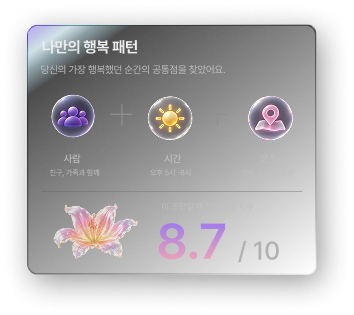 나만의 행복 패턴
당신의 가장 행복했던 순간의 공통점을 찾았어요.
사람
시간
친구, 가족과 함께
오후 5시 -8시
8.7 / 10